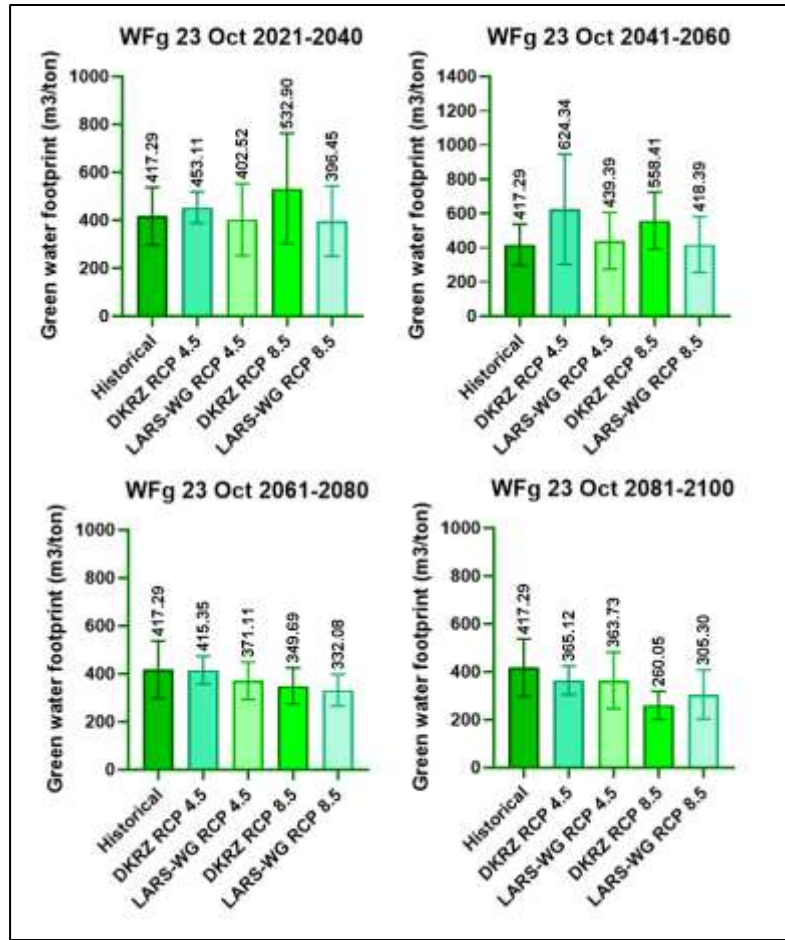 WFg 23 Oct 2021-2040
Green water footprint (m3/ton)
1000
800
600
400
200
0
417.29
453.11
402.52
532.90
396.45
Historical
DKRZ RCP 4.5
LARS-WG RCP 4.5
DKRZ RCP 8.5
LARS-WG RCP 8.5
WFg 23 Oct 2041-2060
Green water footprint (m3/ton)
1400
1200
1000
800
600
400
200
0
417.29
624.34
439.39
558.41
418.39
Historical
DKRZ RCP 4.5
LARS-WG RCP 4.5
DKRZ RCP 8.5
LARS-WG RCP 8.5
WFg 23 Oct 2061-2080
Green water footprint (m3/ton)
1000
800
600
400
200
0
417.29
415.35
371.11
349.69
332.08
Historical
DKRZ RCP 4.5
LARS-WG RCP 4.5
DKRZ RCP 8.5
LARS-WG RCP 8.5
WFg 23 Oct 2081-2100
Green water footprint (m3/ton)
1000
800
600
400
200
0
417.29
365.12
363.73
260.05
305.30
Historical
DKRZ RCP 4.5
LARS-WG RCP 4.5
DKRZ RCP 8.5
LARS-WG RCP 8.5